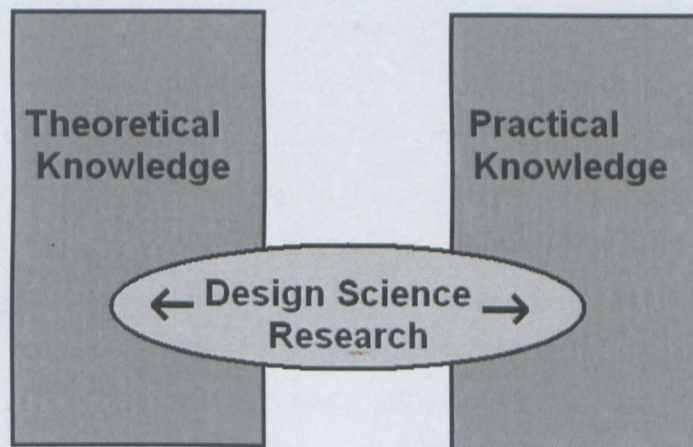 Theoretical
Knowledge
Practical
Knowledge
← Design Science →
Research